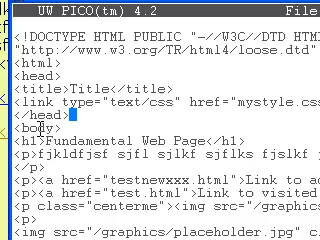 UW PICO(tm) 4.2 File
<!DOCTYPE HTML PUBLIC "-//W3C//DTD HTML
"http://www.w3.org/TR/html4/loose.dtd"
<html>
<head>
<title>Title</title>
<link type="text/css" href="mystyle.css
</head>
<body>
<h1>Fundamental Web Page</h1>
<p>fjkldfjsf sjfl sjlkf sjflks fjslkf j
</p>
<p><a href="testnewxxx.html">Link to ad
<p><a href="test.html">Link to visited
<p class="centerme"><img src="/graphics
<p>
<img src="/graphics/placeholder.jpg" c